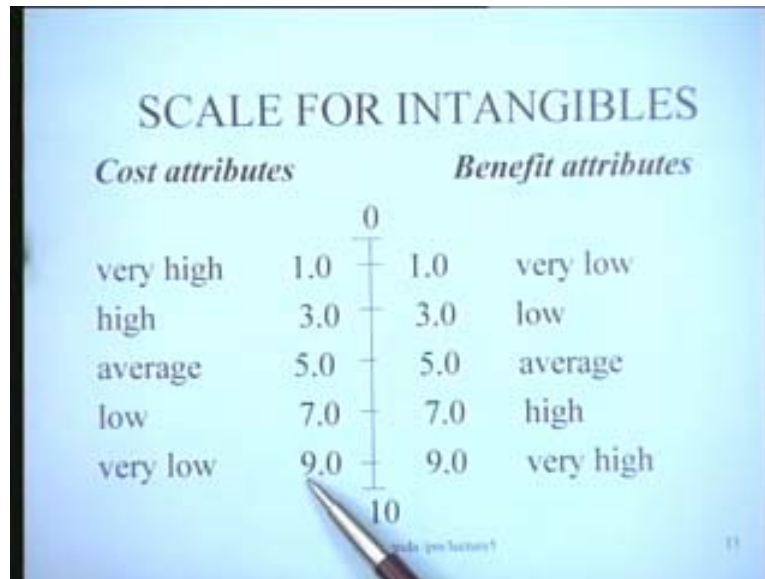 SCALE FOR INTANGIBLES
Cost attributes Benefit attributes
0
very high 1.0 1.0 very low
high 3.0 3.0 low
average 5.0 5.0 average
low 7.0 7.0 high
very low 9.0 9.0 very high
10